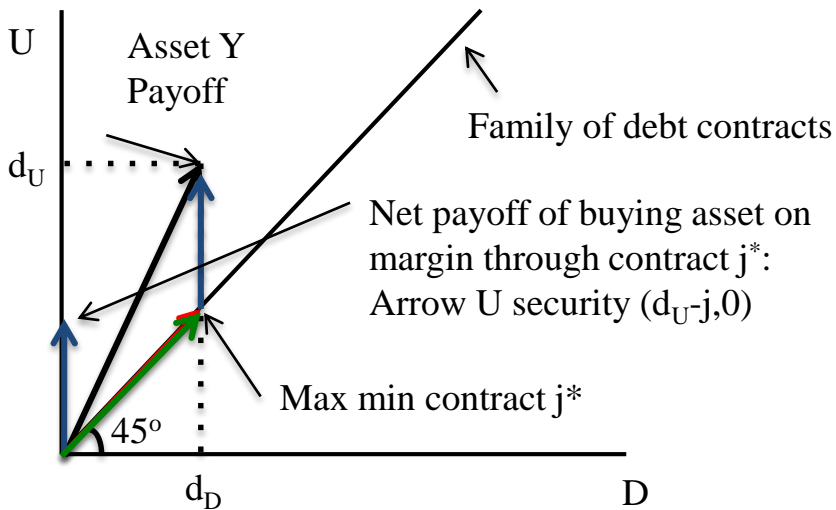 U
Asset Y
Payoff
Family of debt contracts
d_U
Net payoff of buying asset on
margin through contract j*:
Arrow U security (d_U-j,0)
Max min contract j*
45°
d_D
D